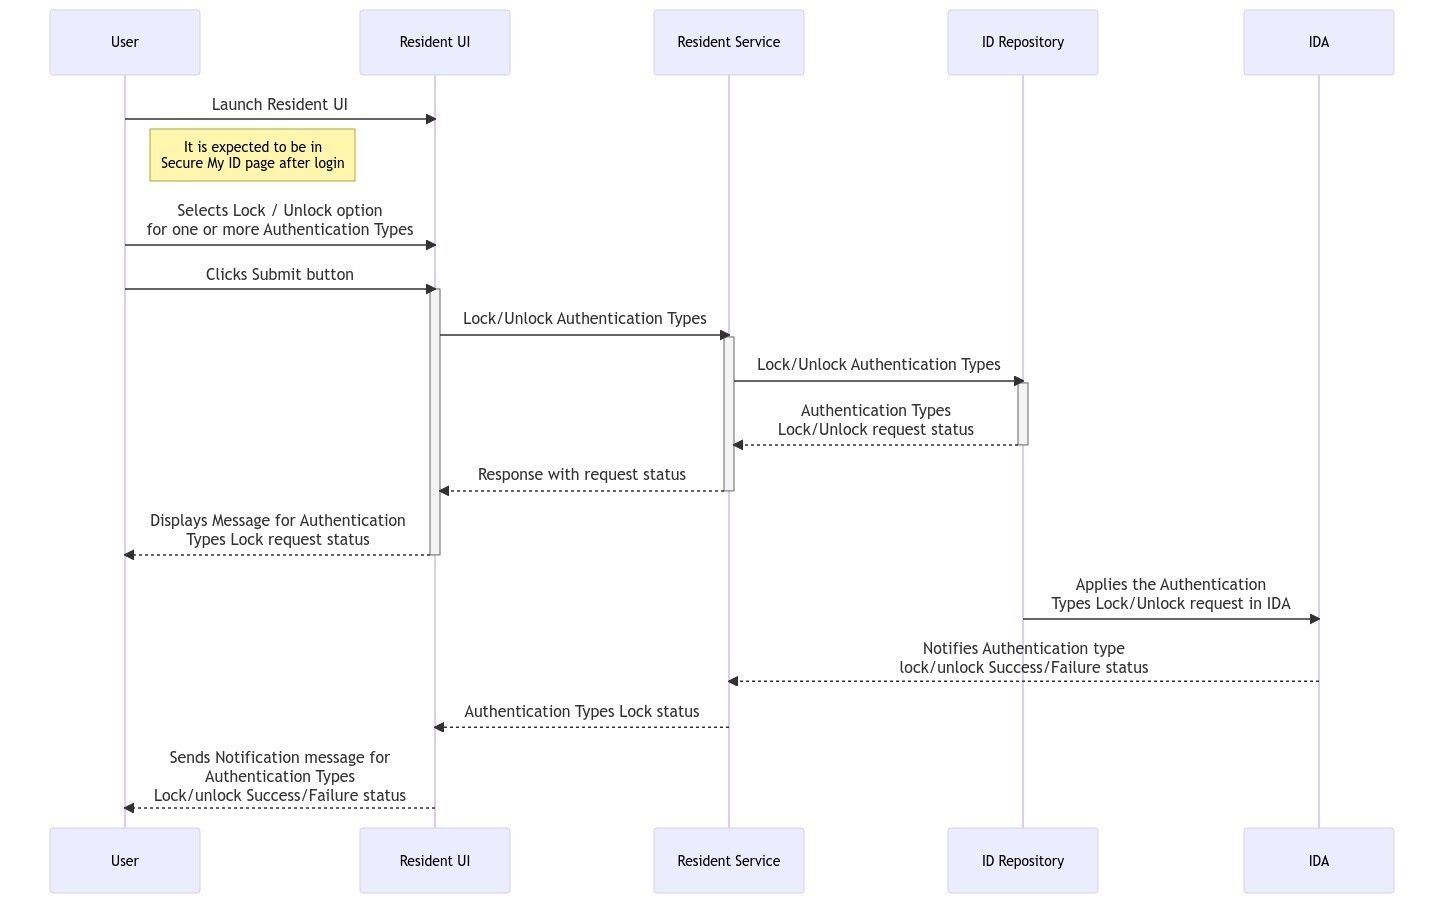 User
Resident UI
Resident Service
ID Repository
IDA
Launch Resident UI
It is expected to be in
Secure My ID page after login
Selects Lock / Unlock option
for one or more Authentication Types
Clicks Submit button
Lock/Unlock Authentication Types
Lock/Unlock Authentication Types
Authentication Types
Lock/Unlock request status
Response with request status
Displays Message for Authentication
Types Lock request status
Applies the Authentication
Types Lock/Unlock request in IDA
Notifies Authentication type
lock/unlock Success/Failure status
Authentication Types Lock status
Sends Notification message for
Authentication Types
Lock/unlock Success/Failure status
User
Resident UI
Resident Service
ID Repository
IDA